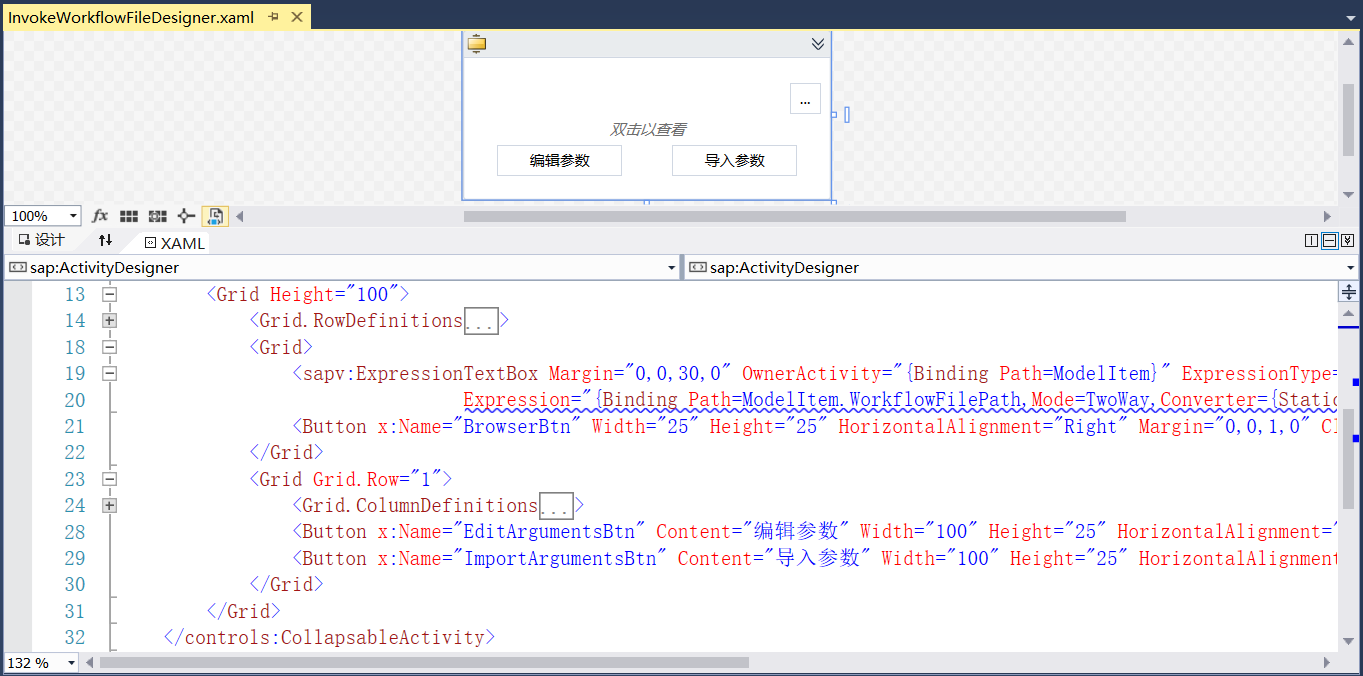 InvokeWorkflowFileDesigner.xaml
...
双击以查看
编辑参数 导入参数
100% fx
设计 XAML
sap:ActivityDesigner sap:ActivityDesigner
13 <Grid Height="100">
14 <Grid.RowDefinitions...>
18 <Grid>
19 <sapv:ExpressionTextBox Margin="0,0,30,0" OwnerActivity="{Binding Path=ModelItem}" ExpressionType=
20 Expression="{Binding Path=ModelItem.WorkflowFilePath,Mode=TwoWay,Converter={Static
21 <Button x:Name="BrowserBtn" Width="25" Height="25" HorizontalAlignment="Right" Margin="0,0,1,0" Cl
22 </Grid>
23 <Grid Grid.Row="1">
24 <Grid.ColumnDefinitions...>
28 <Button x:Name="EditArgumentsBtn" Content="编辑参数" Width="100" Height="25" HorizontalAlignment="
29 <Button x:Name="ImportArgumentsBtn" Content="导入参数" Width="100" Height="25" HorizontalAlignment
30 </Grid>
31 </Grid>
32 </controls:CollapsableActivity>
132 %